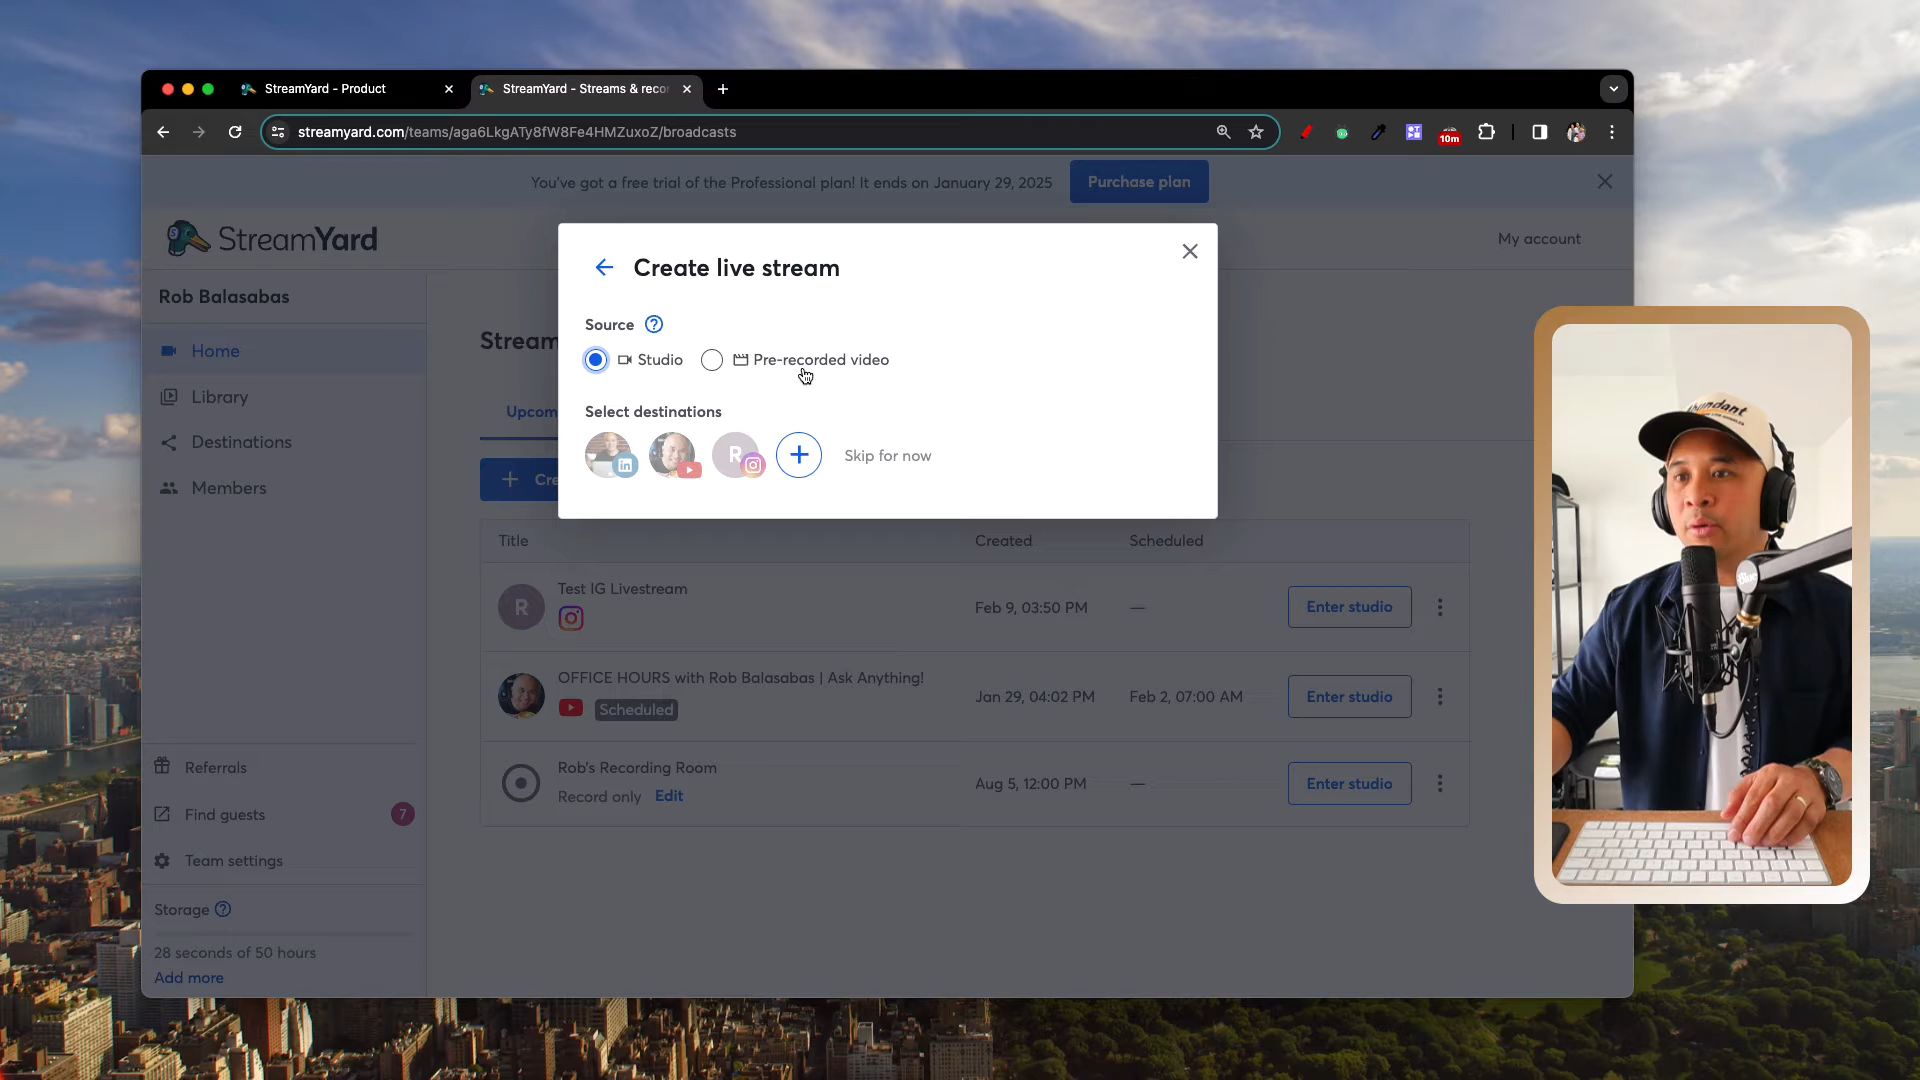 StreamYard - Product
StreamYard - Streams & reco
streamyard.com/teams/aga6LkgATy8fW8Fe4HMZuxoZ/broadcasts
10m
You've got a free trial of the Professional plan! It ends on January 29, 2025
Purchase plan
StreamYard
My account
Rob Balasabas
Home
Library
Destinations
Members
Stream
Upcom
Cre
Create live stream
Source
Studio
Pre-recorded video
Select destinations
R
Skip for now
Title
Created
Scheduled
R
Test IG Livestream
Feb 9, 03:50 PM
—
Enter studio
OFFICE HOURS with Rob Balasabas | Ask Anything!
Scheduled
Jan 29, 04:02 PM
Feb 2, 07:00 AM
Enter studio
Rob's Recording Room
Record only Edit
Aug 5, 12:00 PM
—
Enter studio
Referrals
Find guests
7
Team settings
Storage
28 seconds of 50 hours
Add more
abundant
Blue